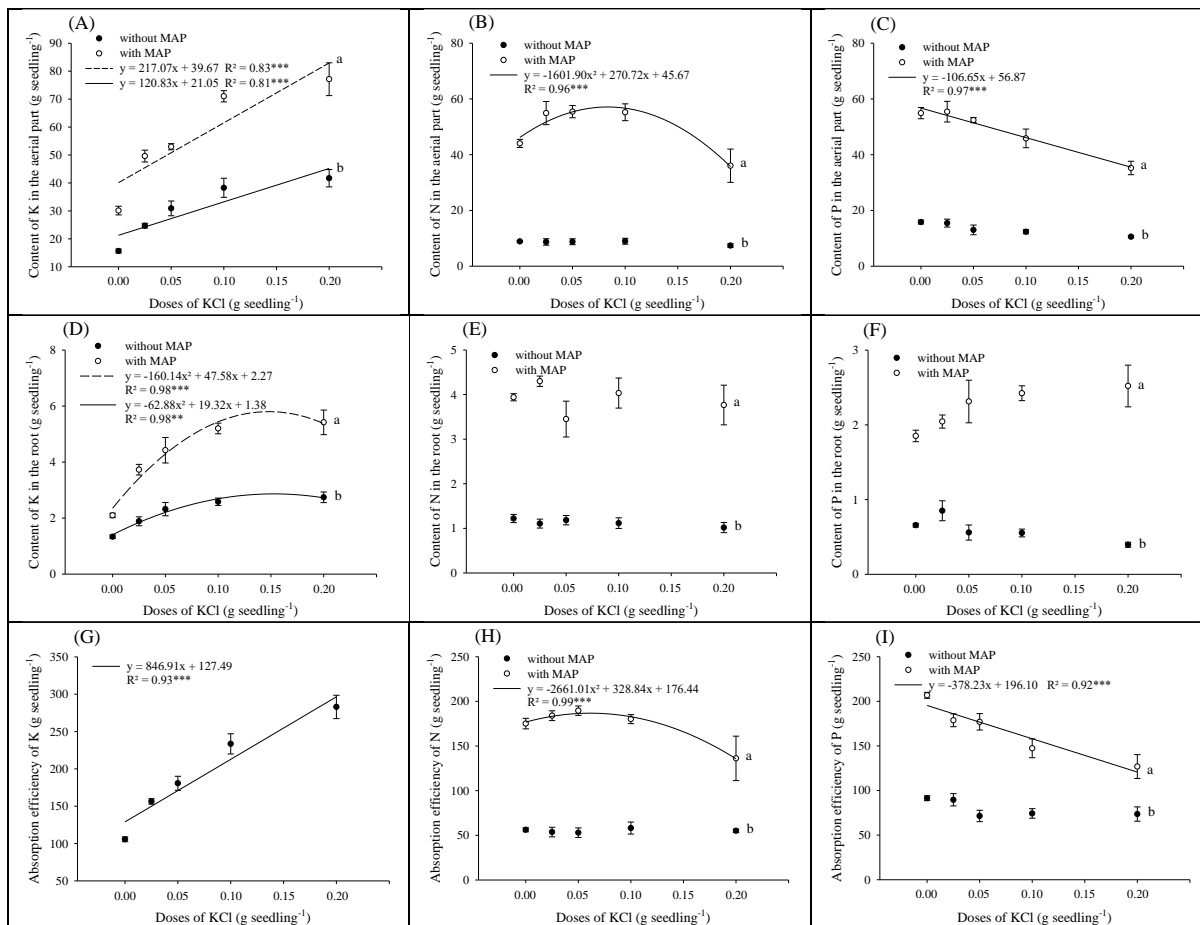 (A)
without MAP
with MAP
y = 217.07x + 39.67 R² = 0.83***
y = 120.83x + 21.05 R² = 0.81***
a
b
90
80
70
60
50
40
30
20
10
0.00 0.05 0.10 0.15 0.20
Content of K in the aerial part (g seedling⁻¹)
Doses of KCl (g seedling⁻¹)
(B)
without MAP
with MAP
y = -1601.90x² + 270.72x + 45.67
R² = 0.96***
a
b
80
60
40
20
0
0.00 0.05 0.10 0.15 0.20
Content of N in the aerial part (g seedling⁻¹)
Doses of KCl (g seedling⁻¹)
(C)
without MAP
with MAP
y = -106.65x + 56.87
R² = 0.97***
a
b
80
60
40
20
0
0.00 0.05 0.10 0.15 0.20
Content of P in the aerial part (g seedling⁻¹)
Doses of KCl (g seedling⁻¹)
(D)
without MAP
with MAP
y = -160.14x² + 47.58x + 2.27
R² = 0.98***
y = -62.88x² + 19.32x + 1.38
R² = 0.98**
a
b
8
6
4
2
0
0.00 0.05 0.10 0.15 0.20
Content of K in the root (g seedling⁻¹)
Doses of KCl (g seedling⁻¹)
(E)
without MAP
with MAP
a
b
5
4
3
2
1
0
0.00 0.05 0.10 0.15 0.20
Content of N in the root (g seedling⁻¹)
Doses of KCl (g seedling⁻¹)
(F)
without MAP
with MAP
a
b
3
2
1
0
0.00 0.05 0.10 0.15 0.20
Content of P in the root (g seedling⁻¹)
Doses of KCl (g seedling⁻¹)
(G)
y = 846.91x + 127.49
R² = 0.93***
350
300
250
200
150
100
50
0.00 0.05 0.10 0.15 0.20
Absorption efficiency of K (g seedling⁻¹)
Doses of KCl (g seedling⁻¹)
(H)
without MAP
with MAP
y = -2661.01x² + 328.84x + 176.44
R² = 0.99***
a
b
250
200
150
100
50
0
0.00 0.05 0.10 0.15 0.20
Absorption efficiency of N (g seedling⁻¹)
Doses of KCl (g seedling⁻¹)
(I)
without MAP
with MAP
y = -378.23x + 196.10 R² = 0.92***
a
b
250
200
150
100
50
0
0.00 0.05 0.10 0.15 0.20
Absorption efficiency of P (g seedling⁻¹)
Doses of KCl (g seedling⁻¹)